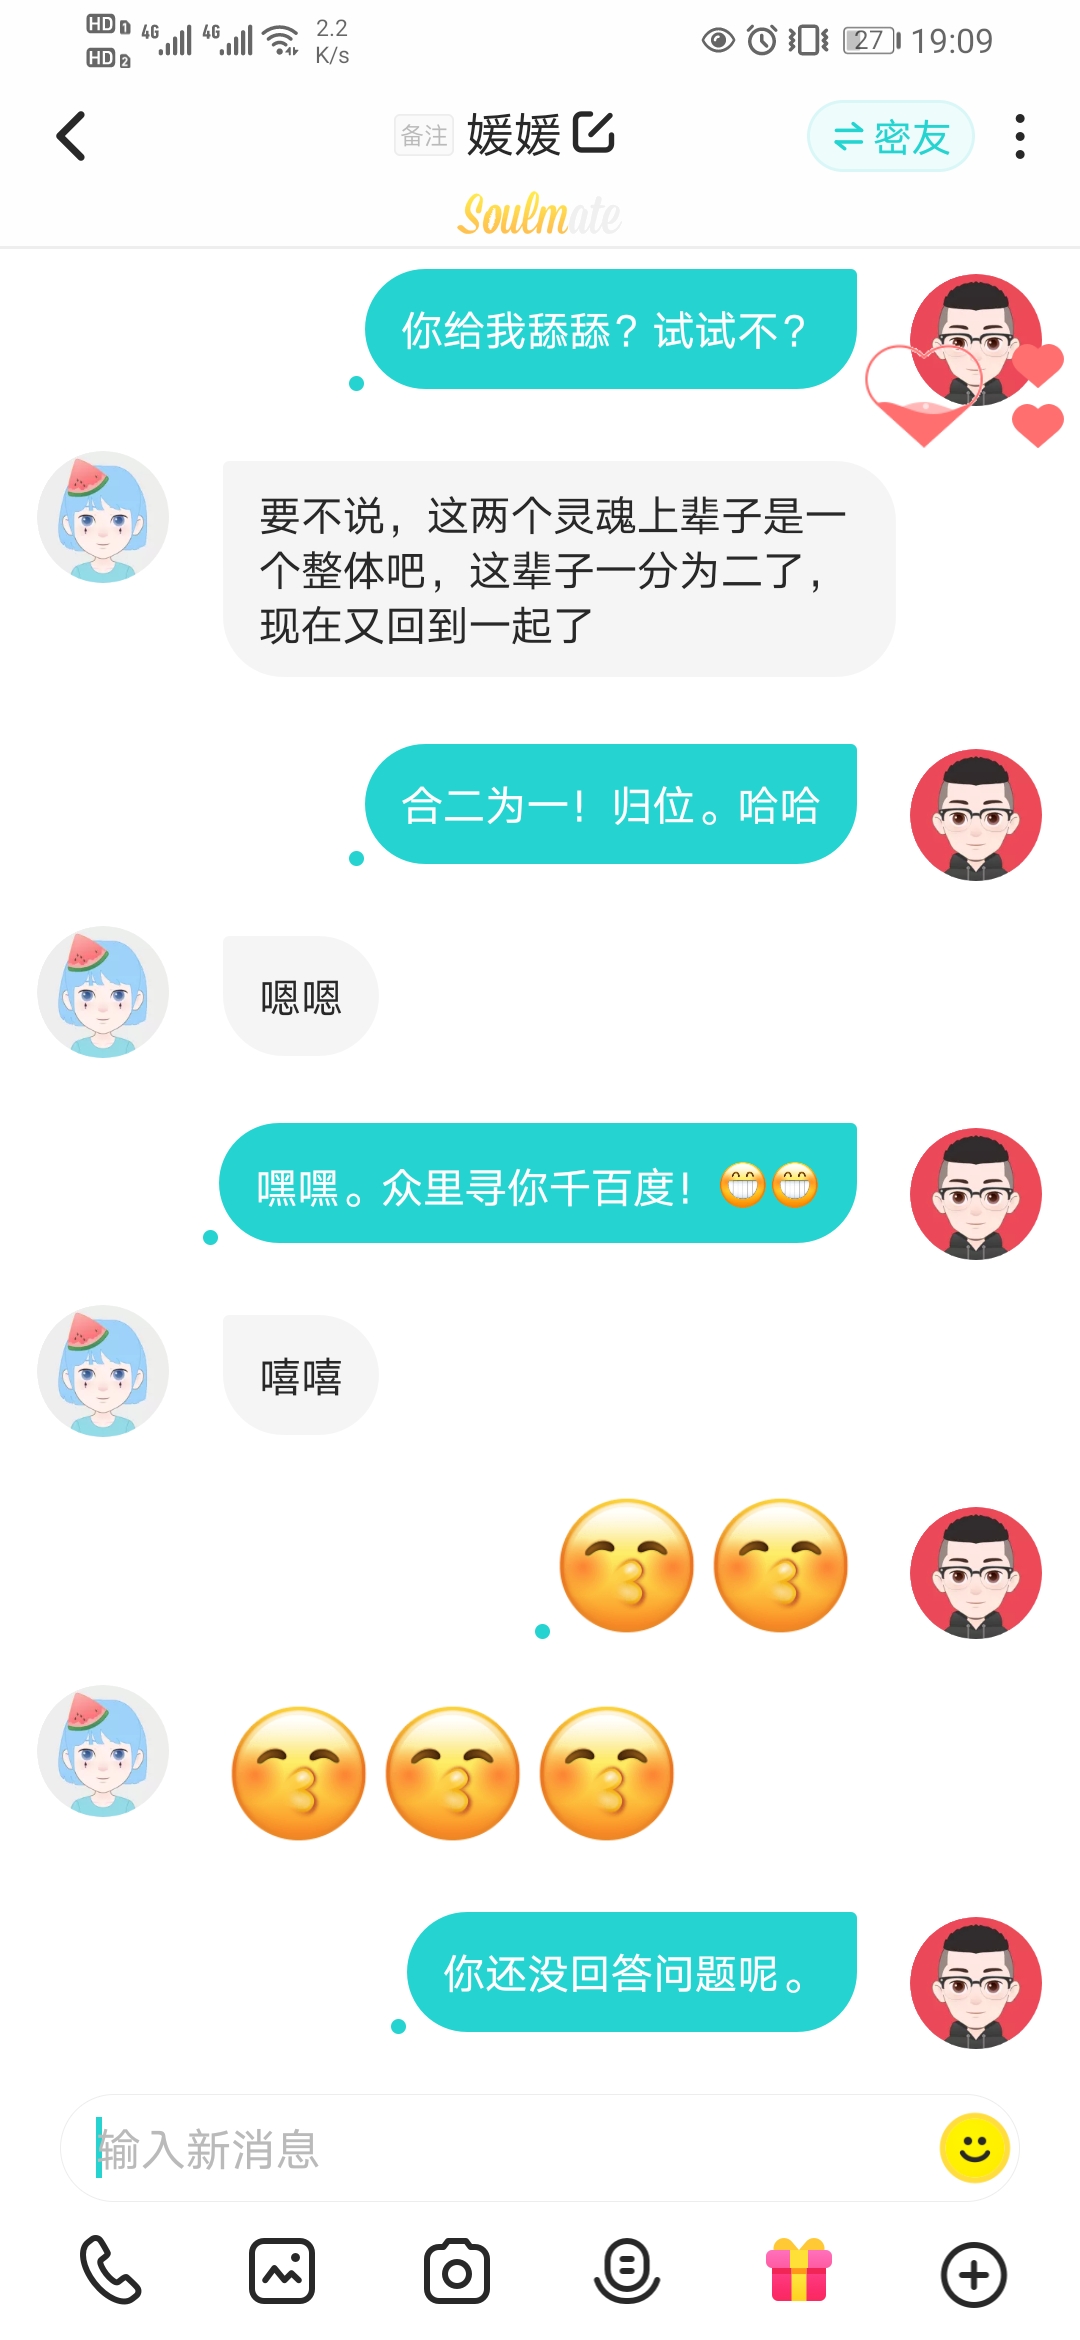 HD 1 4G 4G 2.2
HD 2 K/s
27 19:09
备注 媛媛 密友
Soulmate
你给我舔舔？试试不？
要不说，这两个灵魂上辈子是一
个整体吧，这辈子一分为二了，
现在又回到一起了
合二为一！归位。哈哈
嗯嗯
嘿嘿。众里寻你千百度！😁😁
嘻嘻
😚😚
😚😚😚
你还没回答问题呢。
输入新消息